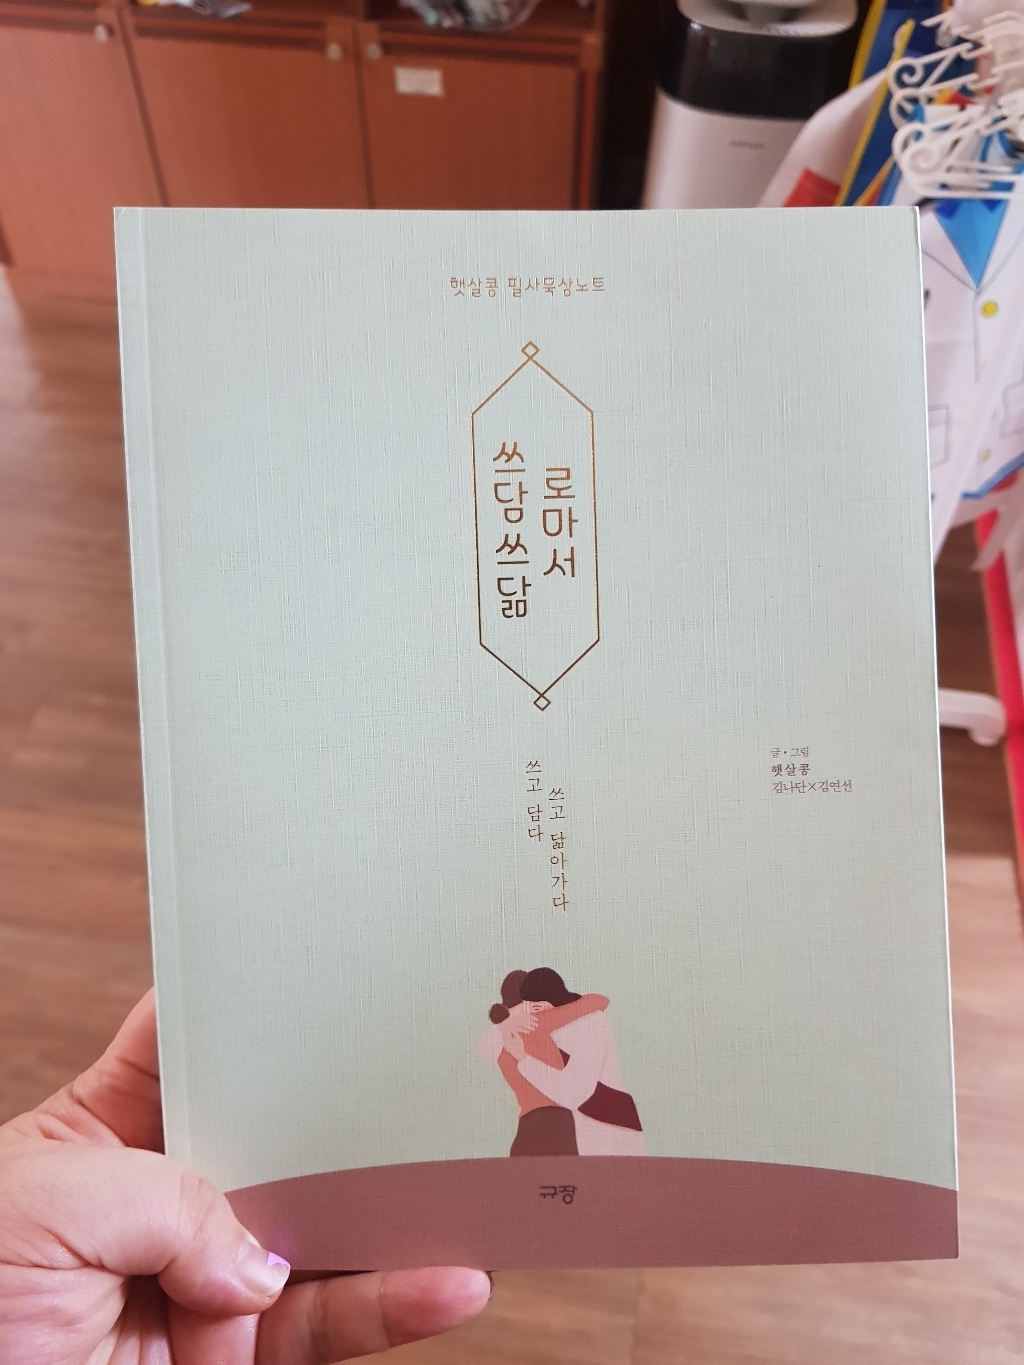 햇살콩 필사묵상노트
로마서
쓰담쓰닮
쓰고 담다
쓰고 닮아가다
글·그림
햇살콩
김나단×김연선
규장